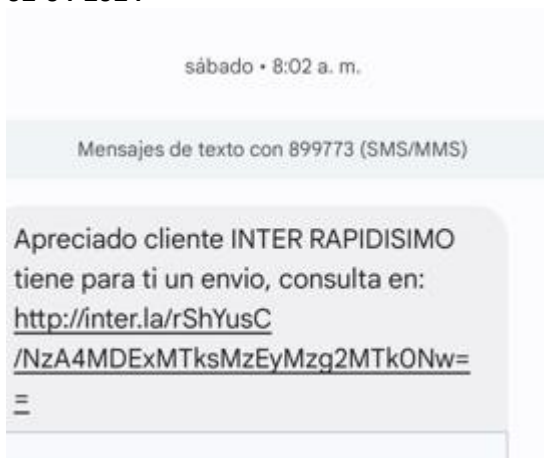 sábado • 8:02 a. m.
Mensajes de texto con 899773 (SMS/MMS)
Apreciado cliente INTER RAPIDISIMO
tiene para ti un envio, consulta en:
http://inter.la/rShYusC
/NzA4MDExMTksMzEyMzg2MTk0Nw=
=